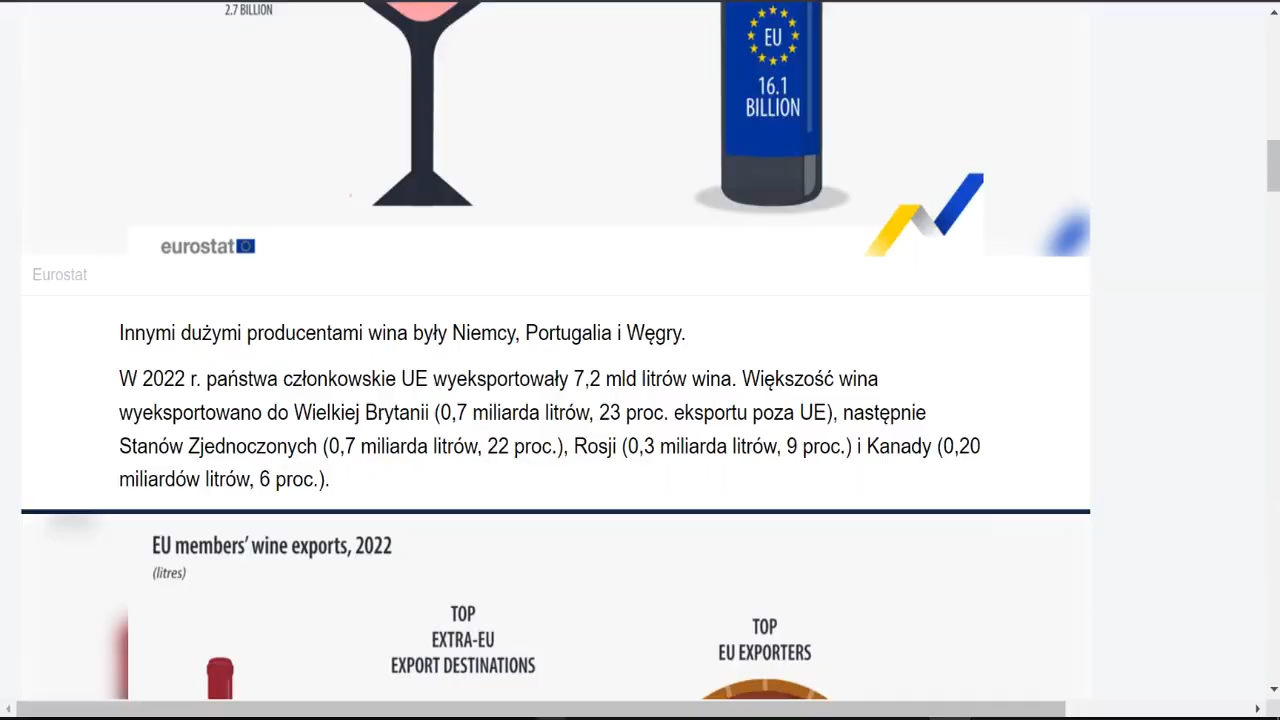 2.7 BILLION
EU
16.1
BILLION
eurostat
Eurostat
Innymi dużymi producentami wina były Niemcy, Portugalia i Węgry.
W 2022 r. państwa członkowskie UE wyeksportowały 7,2 mld litrów wina. Większość wina
wyeksportowano do Wielkiej Brytanii (0,7 miliarda litrów, 23 proc. eksportu poza UE), następnie
Stanów Zjednoczonych (0,7 miliarda litrów, 22 proc.), Rosji (0,3 miliarda litrów, 9 proc.) i Kanady (0,20
miliardów litrów, 6 proc.).
EU members’ wine exports, 2022
(litres)
TOP
EXTRA-EU
EXPORT DESTINATIONS
TOP
EU EXPORTERS